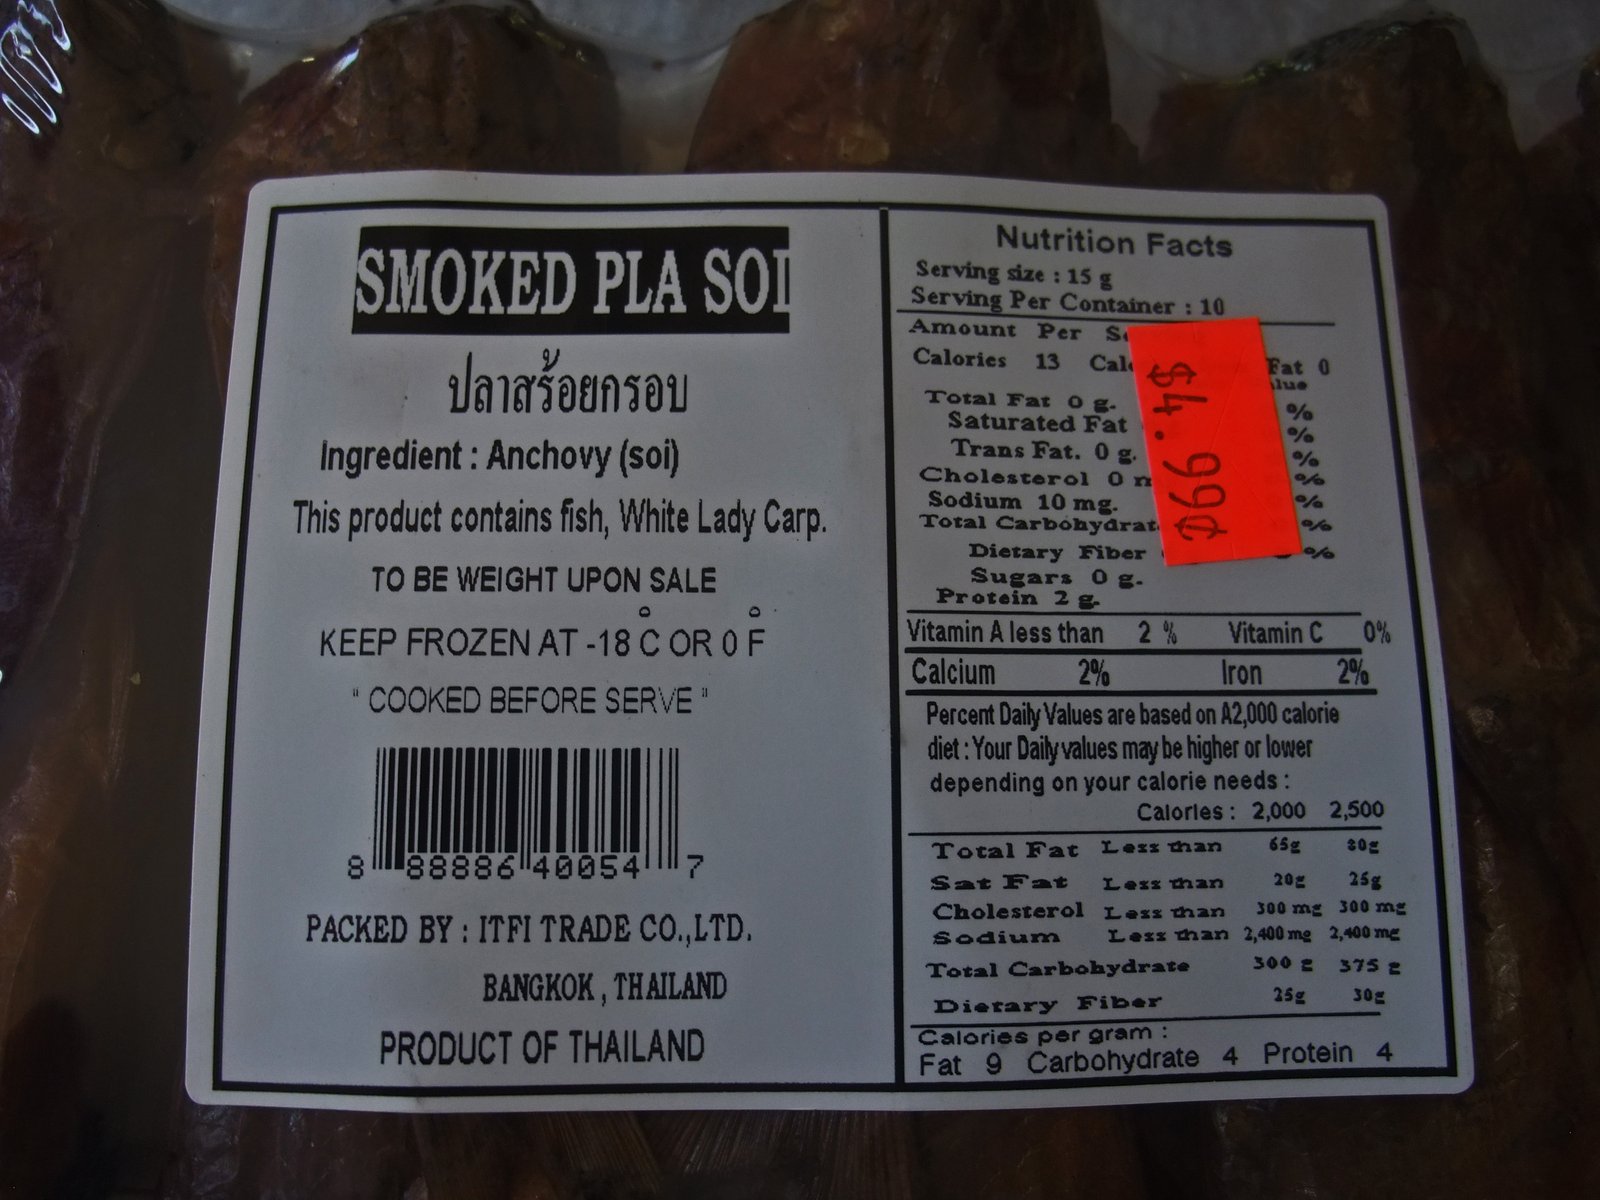 SMOKED PLA SOI
ปลาสร้อยกรอบ
Ingredient : Anchovy (soi)
This product contains fish, White Lady Carp.
TO BE WEIGHT UPON SALE
KEEP FROZEN AT -18 °C OR 0 °F
" COOKED BEFORE SERVE "
8 88886 40054 7
PACKED BY : ITFI TRADE CO.,LTD.
BANGKOK , THAILAND
PRODUCT OF THAILAND
Nutrition Facts
Serving size : 15 g
Serving Per Container : 10
Amount Per
Calories 13 Fat 0
Total Fat 0 g. %
Saturated Fat %
Trans Fat. 0 g. %
Cholesterol 0 %
Sodium 10 mg. %
Total Carbohydrat %
Dietary Fiber %
Sugars 0 g.
Protein 2 g.
$4.99¢
Vitamin A less than 2 % Vitamin C 0%
Calcium 2% Iron 2%
Percent Daily Values are based on A2,000 calorie
diet : Your Daily values may be higher or lower
depending on your calorie needs :
Calories : 2,000 2,500
Total Fat Less than 65g 80g
Sat Fat Less than 20g 25g
Cholesterol Less than 300 mg 300 mg
Sodium Less than 2,400 mg 2,400 mg
Total Carbohydrate 300 g 375 g
Dietary Fiber 25g 30g
Calories per gram :
Fat 9 Carbohydrate 4 Protein 4